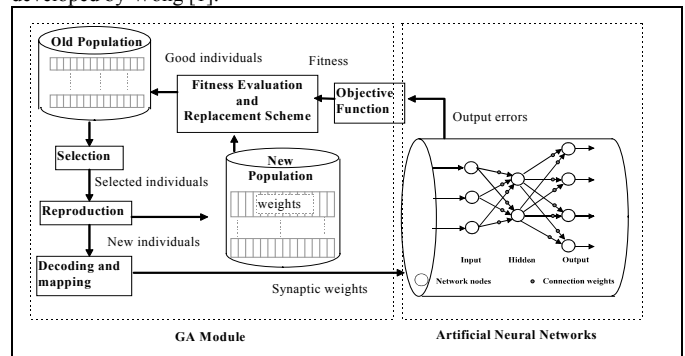 developed by Wong [1].
Old Population
Good individuals
Fitness
Fitness Evaluation
and
Replacement Scheme
Objective
Function
Output errors
Selection
Selected individuals
New
Population
weights
Reproduction
New individuals
Decoding and
mapping
Synaptic weights
Input Hidden Output
Network nodes Connection weights
GA Module
Artificial Neural Networks